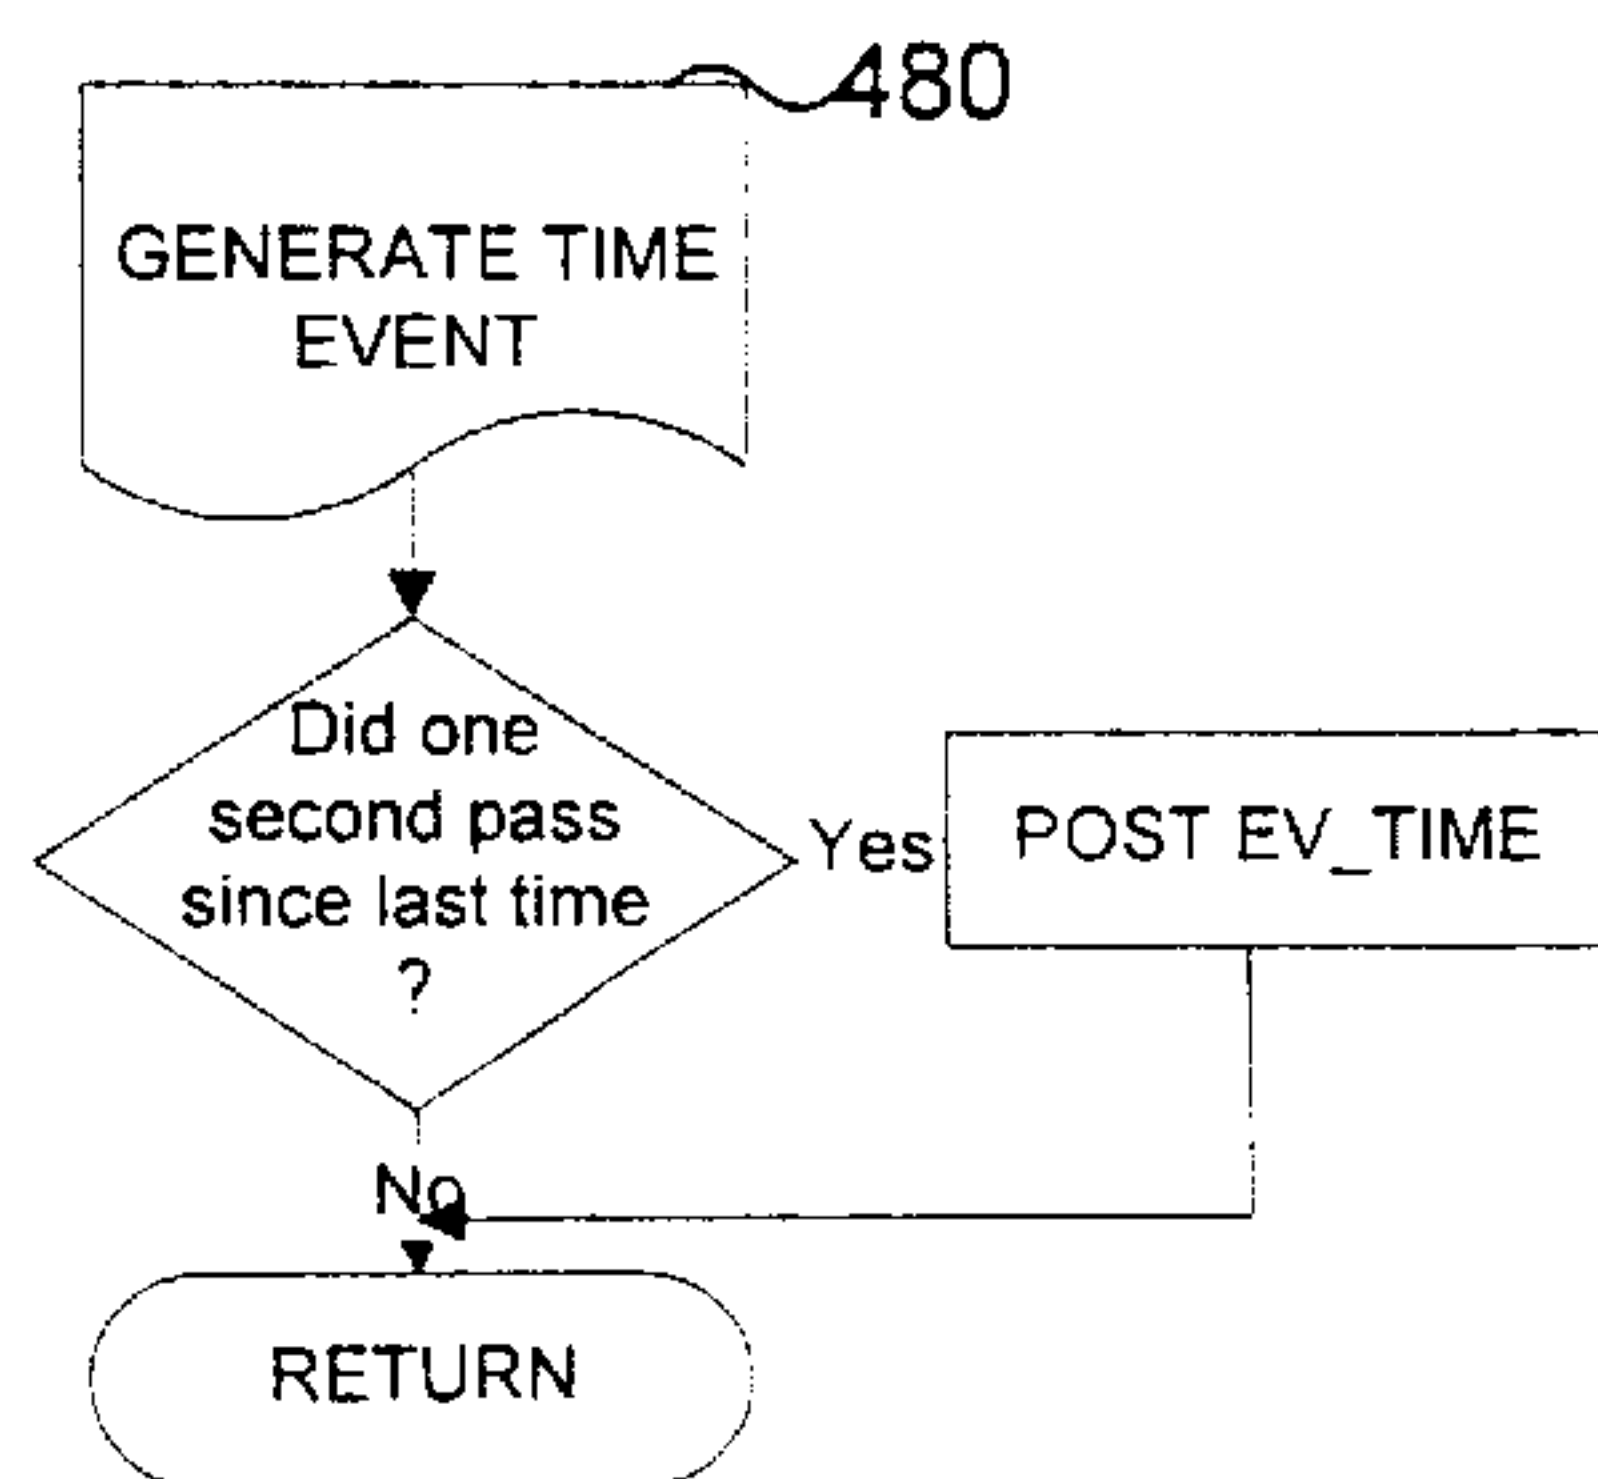 480
GENERATE TIME
EVENT
Did one
second pass
since last time
?
Yes
POST EV_TIME
No
RETURN